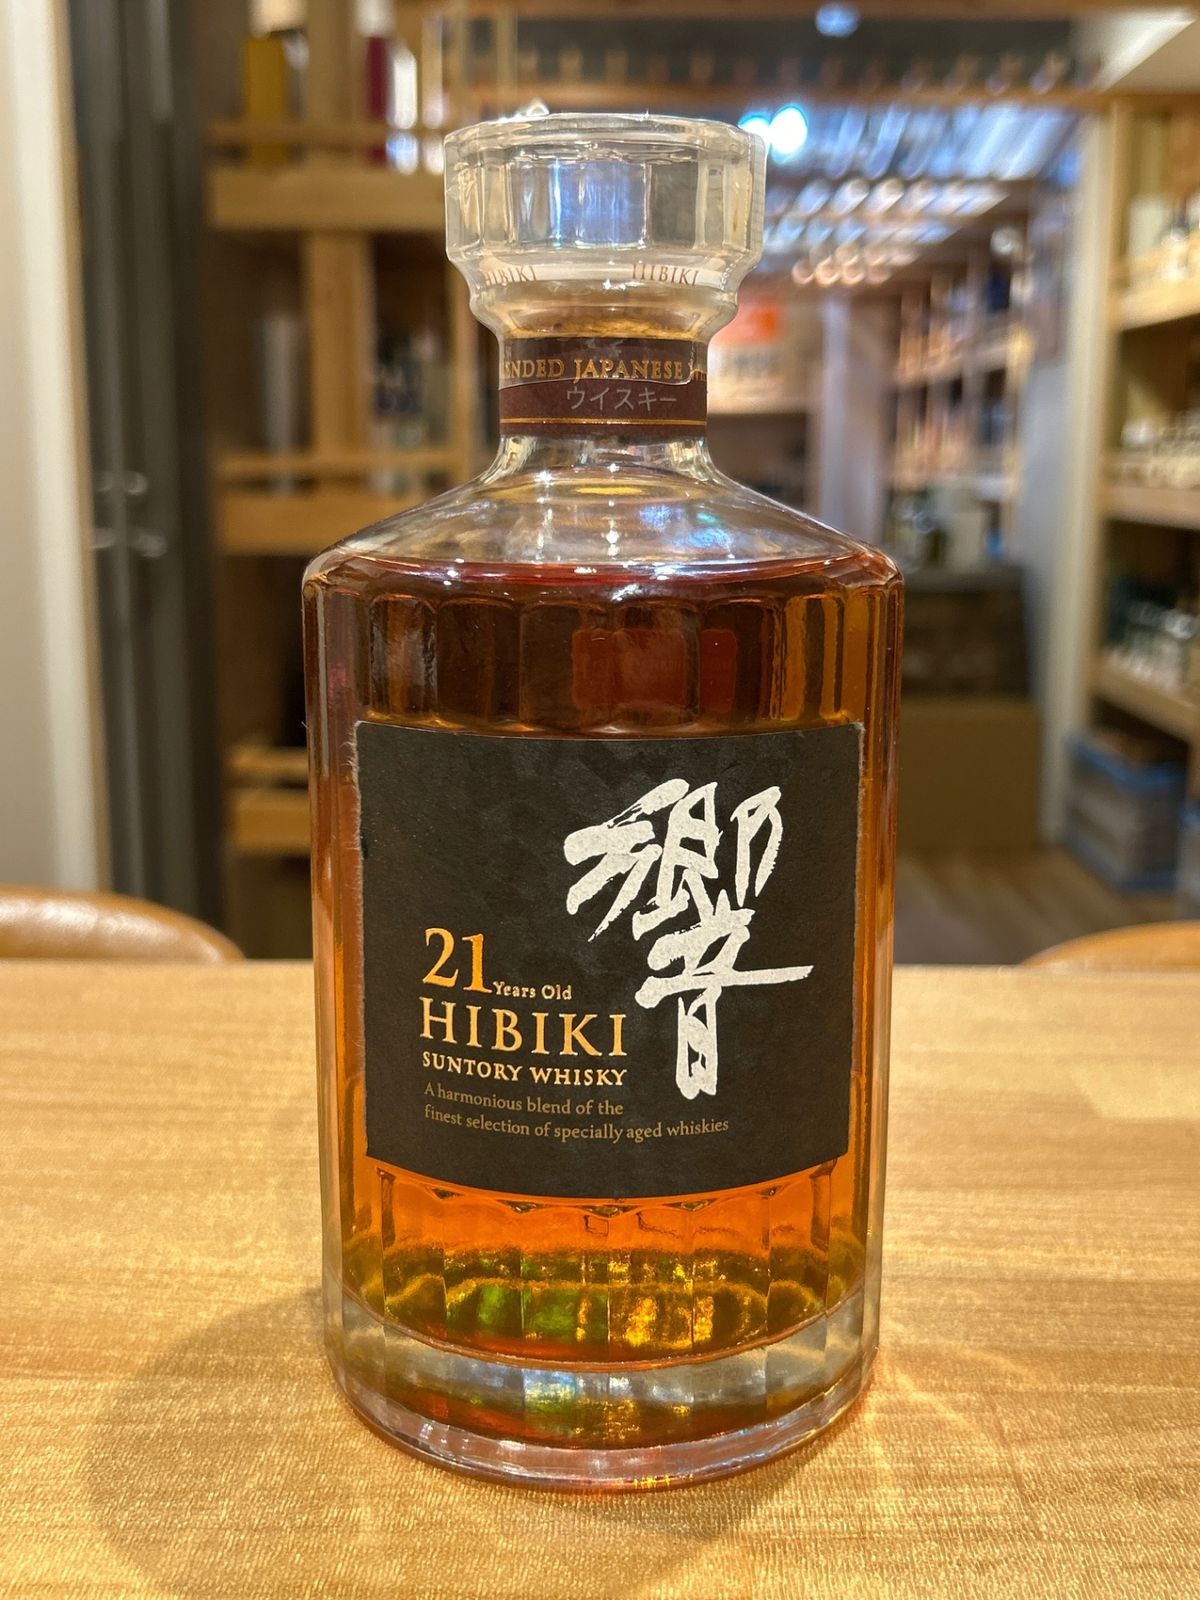 HIBIKI HIBIKI
BLENDED JAPANESE
ウイスキー
響
21 Years Old
HIBIKI
SUNTORY WHISKY
A harmonious blend of the
finest selection of specially aged whiskies